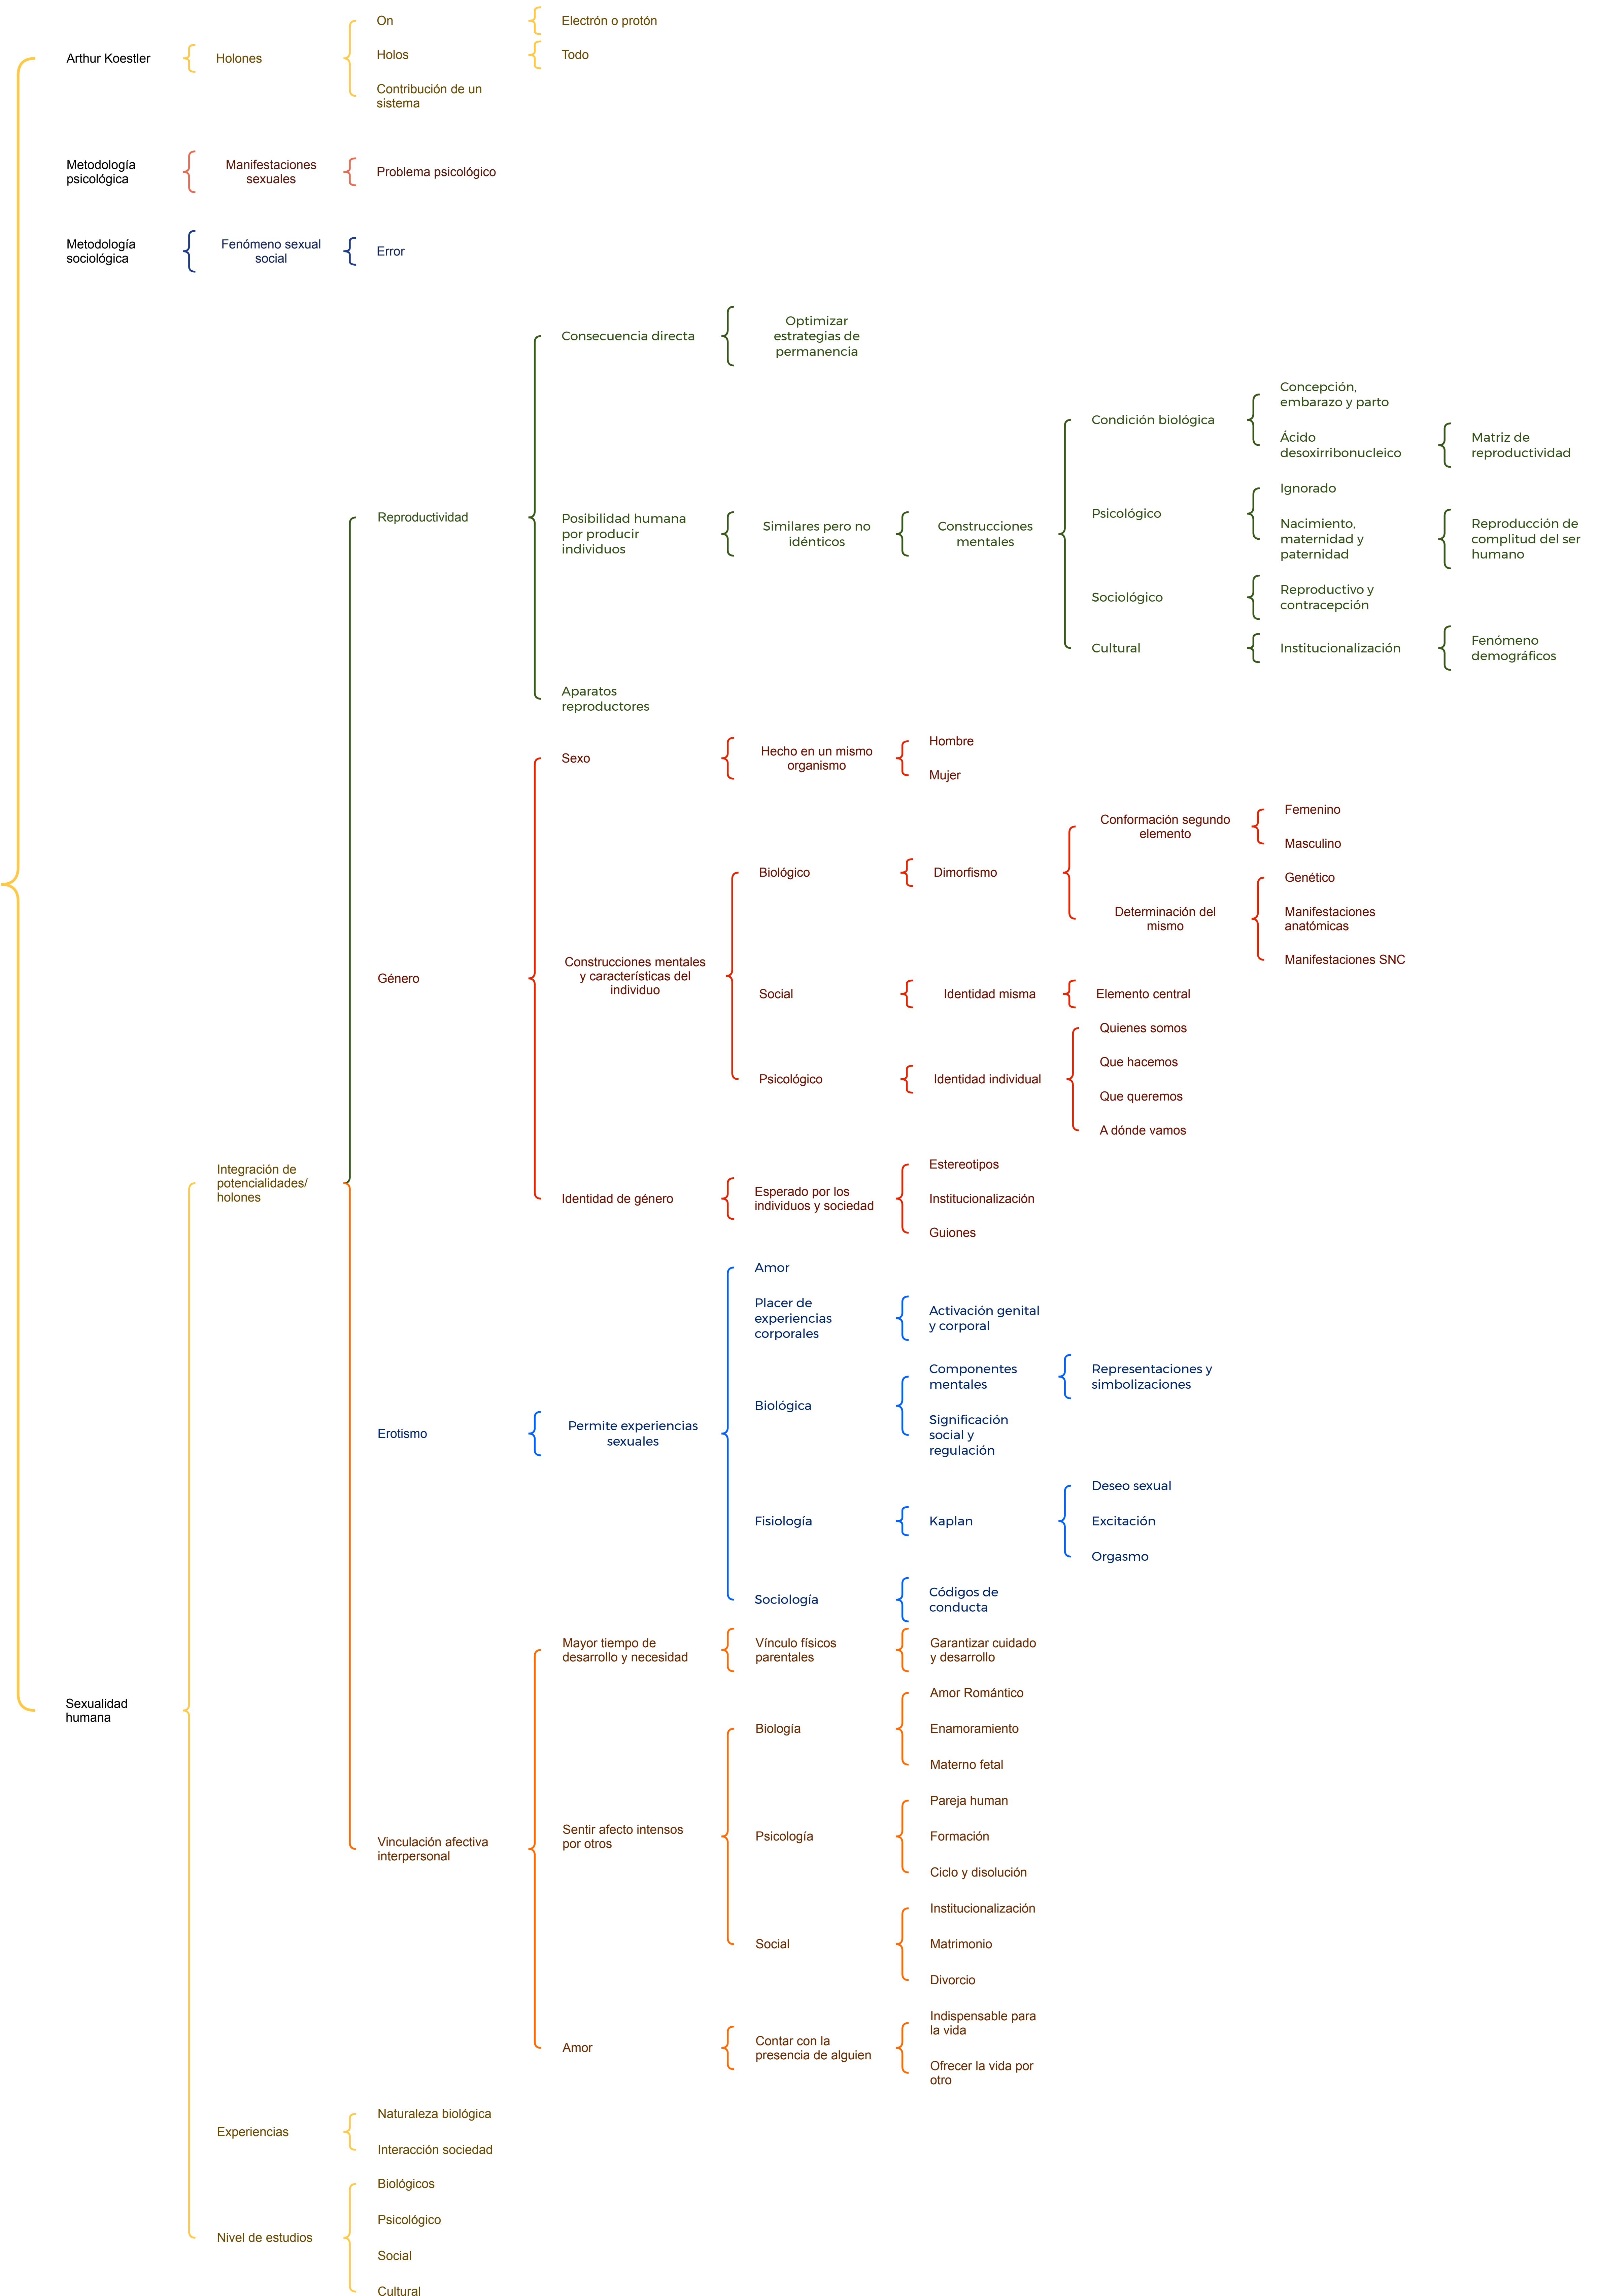 Arthur Koestler
Holones
On
Electrón o protón
Holos
Todo
Contribución de un
sistema
Metodología
psicológica
Manifestaciones
sexuales
Problema psicológico
Metodología
sociológica
Fenómeno sexual
social
Error
Sexualidad
humana
Integración de
potencialidades/
holones
Reproductividad
Consecuencia directa
Optimizar
estrategias de
permanencia
Posibilidad humana
por producir
individuos
Similares pero no
idénticos
Construcciones
mentales
Condición biológica
Concepción,
embarazo y parto
Ácido
desoxirribonucleico
Matriz de
reproductividad
Psicológico
Ignorado
Nacimiento,
maternidad y
paternidad
Reproducción de
complitud del ser
humano
Sociológico
Reproductivo y
contracepción
Cultural
Institucionalización
Fenómeno
demográficos
Aparatos
reproductores
Género
Sexo
Hecho en un mismo
organismo
Hombre
Mujer
Construcciones mentales
y características del
individuo
Biológico
Dimorfismo
Conformación segundo
elemento
Femenino
Masculino
Determinación del
mismo
Genético
Manifestaciones
anatómicas
Manifestaciones SNC
Social
Identidad misma
Elemento central
Psicológico
Identidad individual
Quienes somos
Que hacemos
Que queremos
A dónde vamos
Identidad de género
Esperado por los
individuos y sociedad
Estereotipos
Institucionalización
Guiones
Erotismo
Permite experiencias
sexuales
Amor
Placer de
experiencias
corporales
Activación genital
y corporal
Biológica
Componentes
mentales
Representaciones y
simbolizaciones
Significación
social y
regulación
Fisiología
Kaplan
Deseo sexual
Excitación
Orgasmo
Sociología
Códigos de
conducta
Vinculación afectiva
interpersonal
Mayor tiempo de
desarrollo y necesidad
Vínculo físicos
parentales
Garantizar cuidado
y desarrollo
Sentir afecto intensos
por otros
Biología
Amor Romántico
Enamoramiento
Materno fetal
Psicología
Pareja human
Formación
Ciclo y disolución
Social
Institucionalización
Matrimonio
Divorcio
Amor
Contar con la
presencia de alguien
Indispensable para
la vida
Ofrecer la vida por
otro
Experiencias
Naturaleza biológica
Interacción sociedad
Nivel de estudios
Biológicos
Psicológico
Social
Cultural